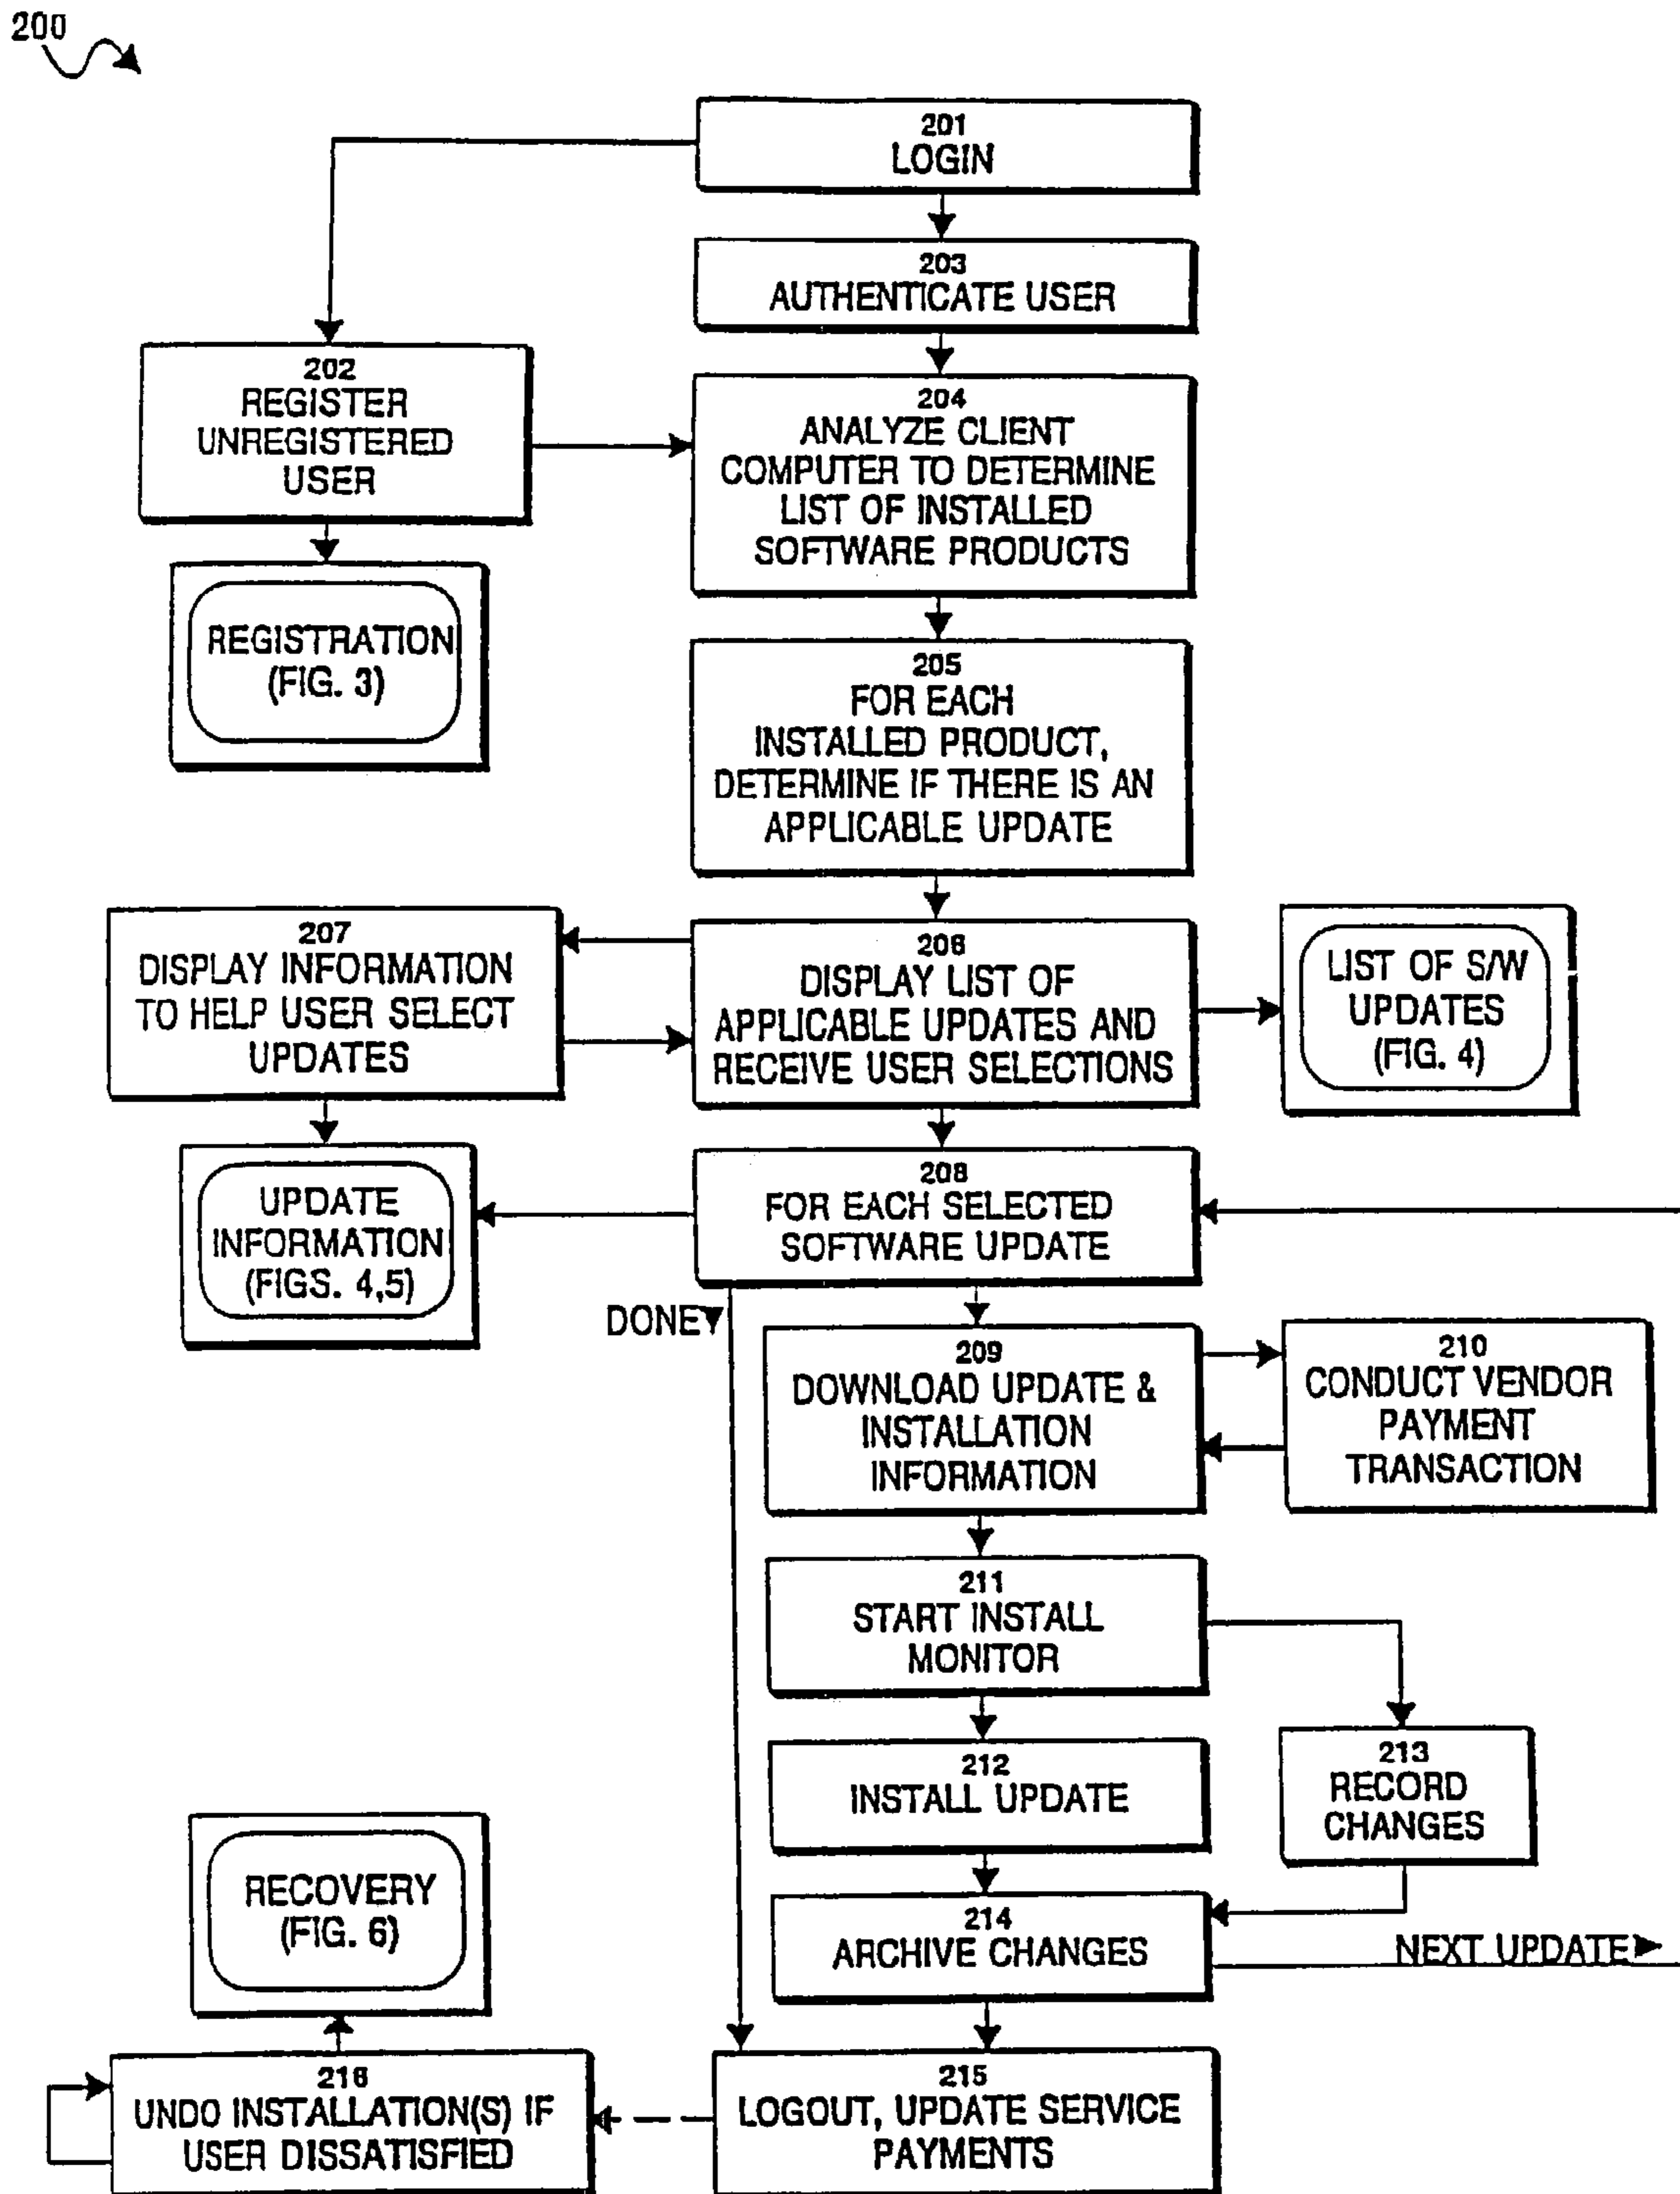 200
201
LOGIN
203
AUTHENTICATE USER
202
REGISTER
UNREGISTERED
USER
204
ANALYZE CLIENT
COMPUTER TO DETERMINE
LIST OF INSTALLED
SOFTWARE PRODUCTS
REGISTRATION
(FIG. 3)
205
FOR EACH
INSTALLED PRODUCT,
DETERMINE IF THERE IS AN
APPLICABLE UPDATE
207
DISPLAY INFORMATION
TO HELP USER SELECT
UPDATES
206
DISPLAY LIST OF
APPLICABLE UPDATES AND
RECEIVE USER SELECTIONS
LIST OF S/W
UPDATES
(FIG. 4)
UPDATE
INFORMATION
(FIGS. 4,5)
208
FOR EACH SELECTED
SOFTWARE UPDATE
DONE
209
DOWNLOAD UPDATE &
INSTALLATION
INFORMATION
210
CONDUCT VENDOR
PAYMENT
TRANSACTION
211
START INSTALL
MONITOR
212
INSTALL UPDATE
213
RECORD
CHANGES
RECOVERY
(FIG. 6)
214
ARCHIVE CHANGES
NEXT UPDATE
216
UNDO INSTALLATION(S) IF
USER DISSATISFIED
215
LOGOUT, UPDATE SERVICE
PAYMENTS